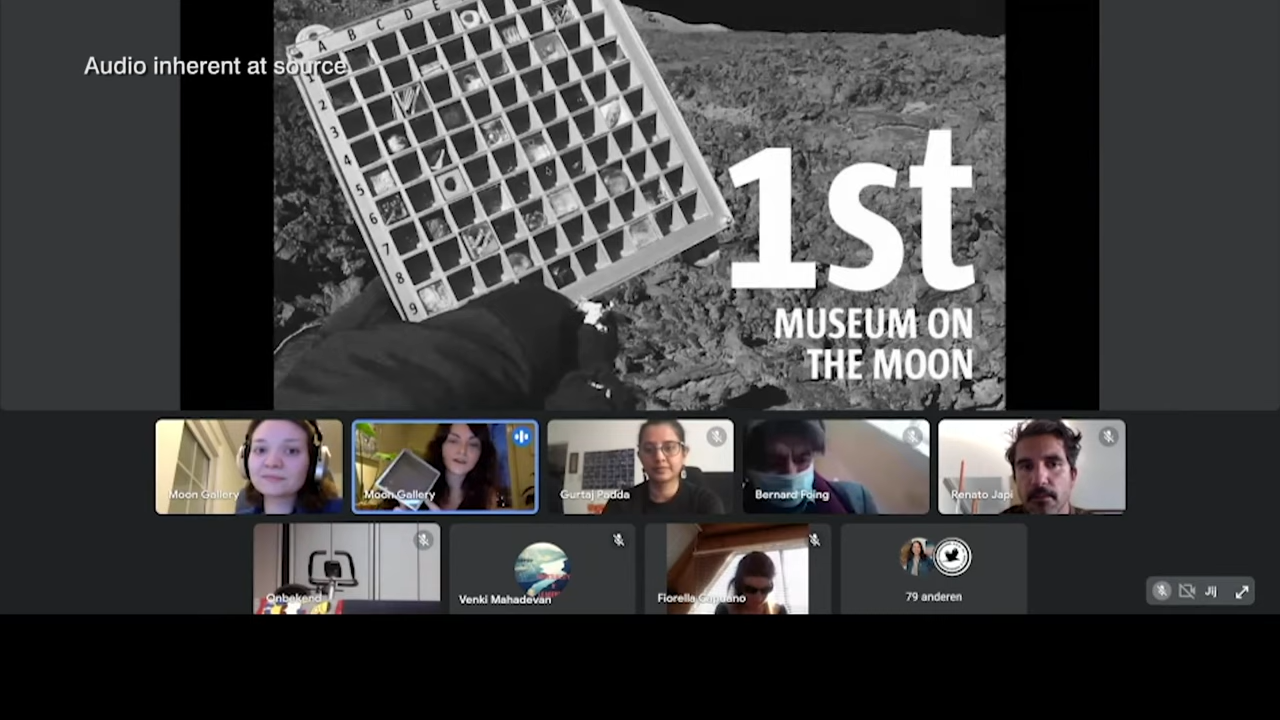 Audio inherent at source
A B C D E
1
2
3
4
5
6
7
8
9
1st
MUSEUM ON
THE MOON
Moon Gallery
Moon Gallery
Gurtaj Padda
Bernard Foing
Renato Japi
Onbekend
Venki Mahadevan
Fiorella Capuano
79 anderen
Jij